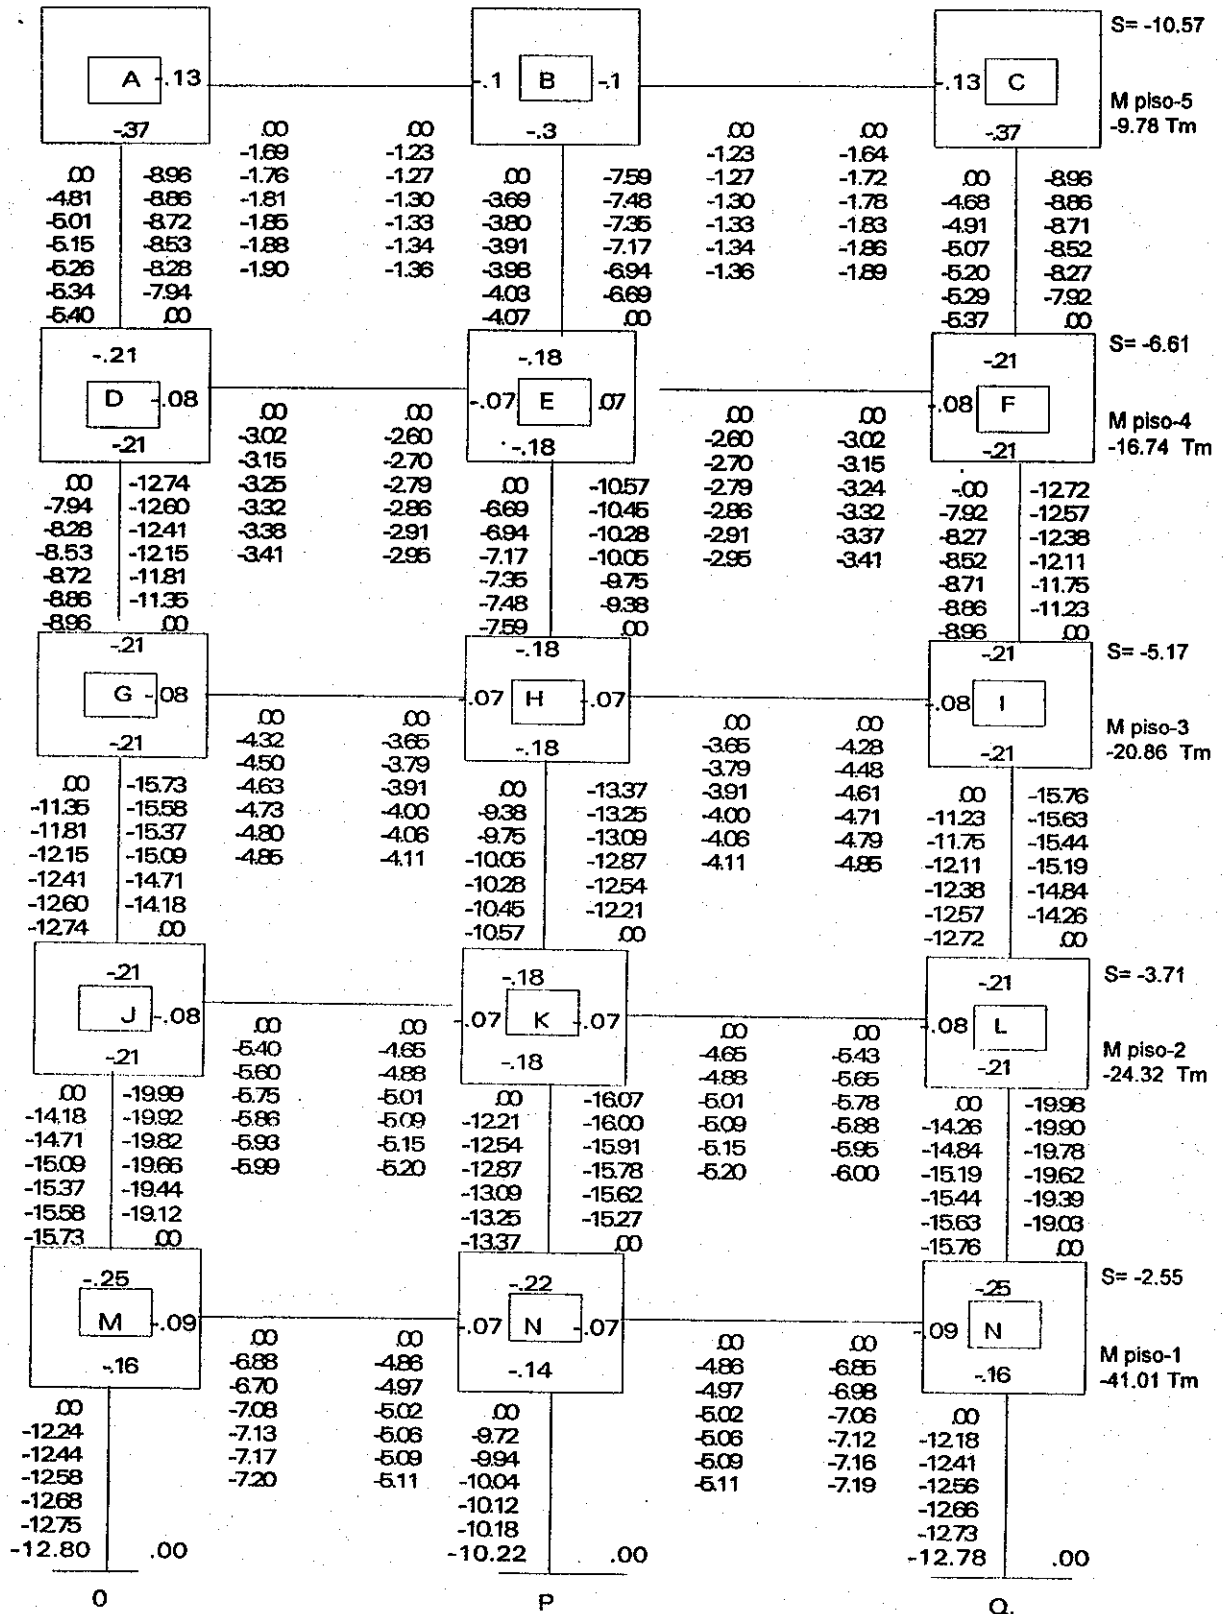 S= -10.57
A -.13 -.1 B -.1 -.13 C
M piso-5
-.37 .00 .00 -.3 .00 .00 -.37 -9.78 Tm
-1.69 -1.23 -1.23 -1.64
.00 -8.96 -1.76 -1.27 .00 -7.59 -1.27 -1.72 .00 -8.96
-4.81 -8.86 -1.81 -1.30 -3.69 -7.48 -1.30 -1.78 -4.68 -8.86
-5.01 -8.72 -1.85 -1.33 -3.80 -7.35 -1.33 -1.83 -4.91 -8.71
-5.15 -8.53 -1.88 -1.34 -3.91 -7.17 -1.34 -1.86 -5.07 -8.52
-5.26 -8.28 -1.90 -1.36 -3.98 -6.94 -1.36 -1.89 -5.20 -8.27
-5.34 -7.94 -4.03 -6.69 -5.29 -7.92
-5.40 .00 -4.07 .00 -5.37 .00
-.21 -.18 -.21 S= -6.61
D -.08 -.07 E .07 -.08 F
.00 .00 .00 .00 M piso-4
-.21 -3.02 -2.60 -.18 -2.60 -3.02 -.21 -16.74 Tm
-3.15 -2.70 -2.70 -3.15
.00 -12.74 -3.25 -2.79 .00 -10.57 -2.79 -3.24 -.00 -12.72
-7.94 -12.60 -3.32 -2.86 -6.69 -10.45 -2.86 -3.32 -7.92 -12.57
-8.28 -12.41 -3.38 -2.91 -6.94 -10.28 -2.91 -3.37 -8.27 -12.38
-8.53 -12.15 -3.41 -2.95 -7.17 -10.05 -2.95 -3.41 -8.52 -12.11
-8.72 -11.81 -7.35 -9.75 -8.71 -11.75
-8.86 -11.35 -7.48 -9.38 -8.86 -11.23
-8.96 .00 -7.59 .00 -8.96 .00
-.21 -.18 -.21 S= -5.17
G -.08 -.07 H -.07 -.08 I
.00 .00 .00 .00 M piso-3
-.21 -4.32 -3.65 -.18 -3.65 -4.28 -.21 -20.86 Tm
-4.50 -3.79 -3.79 -4.48
.00 -15.73 -4.63 -3.91 .00 -13.37 -3.91 -4.61 .00 -15.76
-11.35 -15.58 -4.73 -4.00 -9.38 -13.25 -4.00 -4.71 -11.23 -15.63
-11.81 -15.37 -4.80 -4.06 -9.75 -13.09 -4.06 -4.79 -11.75 -15.44
-12.15 -15.09 -4.85 -4.11 -10.05 -12.87 -4.11 -4.85 -12.11 -15.19
-12.41 -14.71 -10.28 -12.54 -12.38 -14.84
-12.60 -14.18 -10.45 -12.21 -12.57 -14.26
-12.74 .00 -10.57 .00 -12.72 .00
-.21 -.18 -.21 S= -3.71
J -.08 -.07 K -.07 -.08 L
.00 .00 .00 .00 M piso-2
-.21 -5.40 -4.65 -.18 -4.65 -5.43 -.21 -24.32 Tm
-5.60 -4.88 -4.88 -5.65
.00 -19.99 -5.75 -5.01 .00 -16.07 -5.01 -5.78 .00 -19.98
-14.18 -19.92 -5.86 -5.09 -12.21 -16.00 -5.09 -5.88 -14.26 -19.90
-14.71 -19.82 -5.93 -5.15 -12.54 -15.91 -5.15 -5.95 -14.84 -19.78
-15.09 -19.66 -5.99 -5.20 -12.87 -15.78 -5.20 -6.00 -15.19 -19.62
-15.37 -19.44 -13.09 -15.62 -15.44 -19.39
-15.58 -19.12 -13.25 -15.27 -15.63 -19.03
-15.73 .00 -13.37 .00 -15.76 .00
-.25 -.22 -.25 S= -2.55
M -.09 -.07 N -.07 -.09 N
.00 .00 .00 .00 M piso-1
-.16 -6.88 -4.86 -.14 -4.86 -6.85 -.16 -41.01 Tm
-6.70 -4.97 -4.97 -6.98
.00 -7.08 -5.02 .00 -5.02 -7.06 .00
-12.24 -7.13 -5.06 -9.72 -5.06 -7.12 -12.18
-12.44 -7.17 -5.09 -9.94 -5.09 -7.16 -12.41
-12.58 -7.20 -5.11 -10.04 -5.11 -7.19 -12.56
-12.68 -10.12 -12.66
-12.75 -10.18 -12.73
-12.80 .00 -10.22 .00 -12.78 .00
0 P Q.